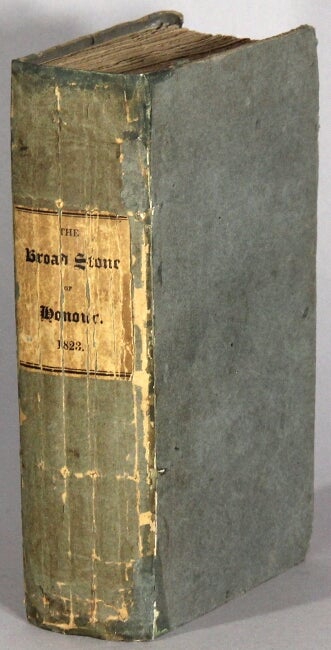 THE
Broad Stone
OF
Honour.
1823.